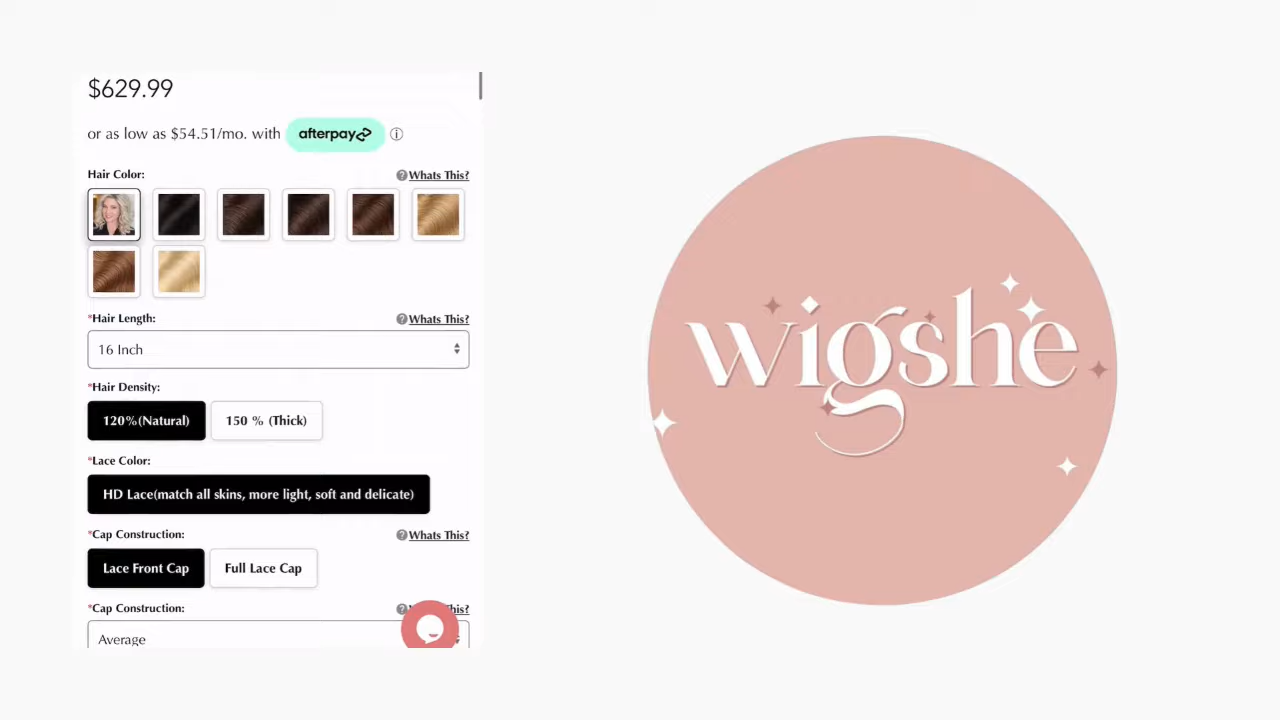 $629.99
or as low as $54.51/mo. with afterpay
Hair Color: Whats This?
*Hair Length: Whats This?
16 Inch
*Hair Density:
120%(Natural) 150 % (Thick)
*Lace Color:
HD Lace(match all skins, more light, soft and delicate)
*Cap Construction: Whats This?
Lace Front Cap Full Lace Cap
*Cap Construction: This?
Average
wigshe